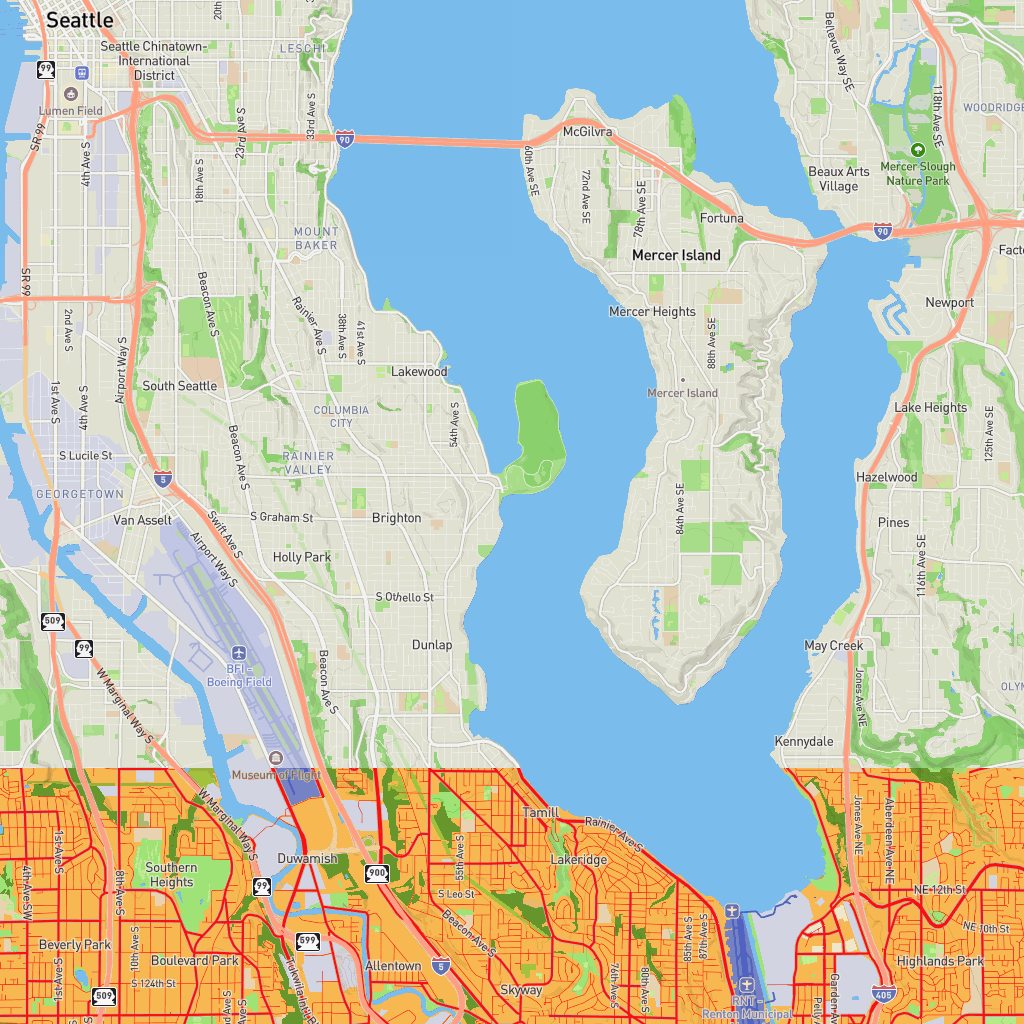 Seattle
20th
LESCHI
Bellevue Way SE
Seattle Chinatown-
International
District
99
118th Ave SE
Lumen Field
33rd Ave S
WOODRIDGE
23rd Ave S
McGilvra
SR 99
90
4th Ave S
18th Ave S
60th Ave SE
Mercer Slough
Nature Park
Beaux Arts
Village
72nd Ave SE
78th Ave SE
Fortuna
90
MOUNT
BAKER
Mercer Island
SR 99
Beacon Ave S
Newport
Rainier Ave S
38th Ave S
41st Ave S
Mercer Heights
2nd Ave S
88th Ave SE
Airport Way S
Lakewood
South Seattle
1st Ave S
4th Ave S
Mercer Island
COLUMBIA
CITY
54th Ave S
Lake Heights
125th Ave SE
Beacon Ave S
S Lucile St
RAINIER
VALLEY
5
Hazelwood
GEORGETOWN
84th Ave SE
Van Asselt
S Graham St
Brighton
Pines
Swift Ave S
Airport Way S
Holly Park
116th Ave SE
S Othello St
509
99
Dunlap
May Creek
BFI -
Boeing Field
Beacon Ave S
W Marginal Way S
Jones Ave NE
Kennydale
Museum of Flight
W Marginal Way S
Tamill
Rainier Ave S
Jones Ave NE
Aberdeen Ave NE
1st Ave S
55th Ave S
Duwamish
Lakeridge
Southern
Heights
4th Ave SW
8th Ave S
99
900
S Leo St
NE 12th St
Beverly Park
10th Ave S
599
Beacon Ave S
85th Ave S
87th Ave S
NE 10th St
Boulevard Park
Allentown
5
Highlands Park
S 124th St
1st Ave S
509
Skyway
76th Ave S
80th Ave S
RNT -
Renton Municipal
405